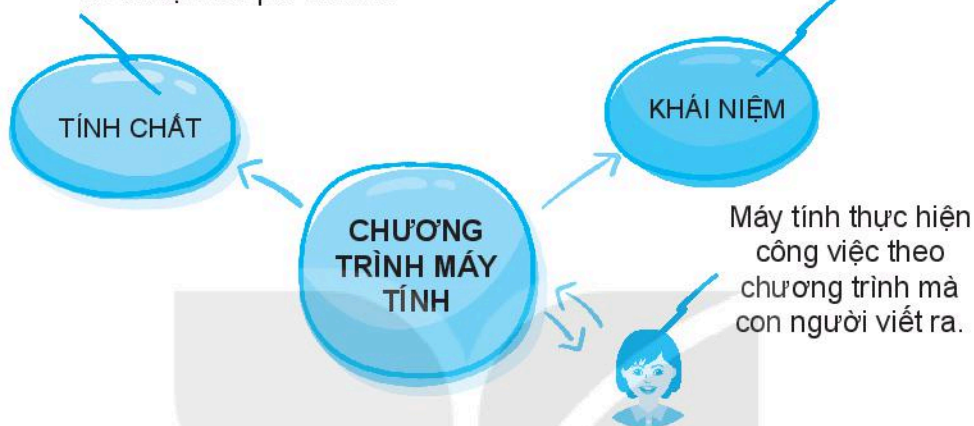 TÍNH CHẤT
KHÁI NIỆM
CHƯƠNG
TRÌNH MÁY
TÍNH
Máy tính thực hiện
công việc theo
chương trình mà
con người viết ra.